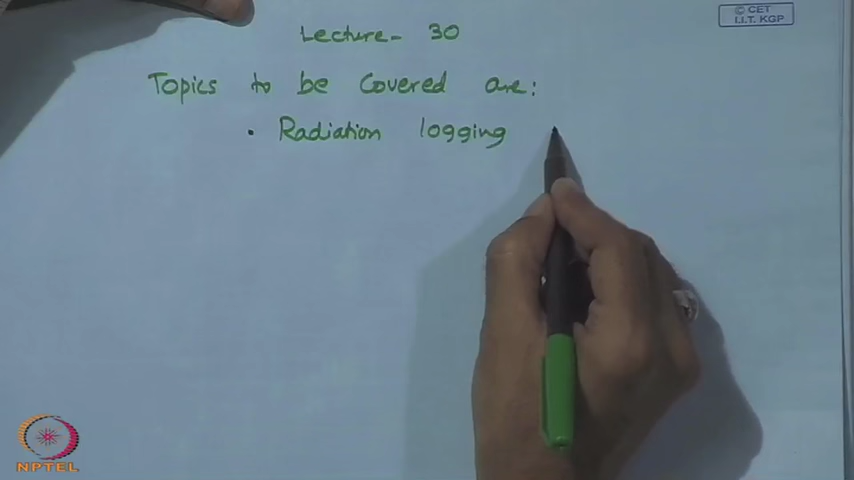 © CET
I.I.T. KGP
Lecture- 30
Topics to be Covered are:
• Radiation logging
NPTEL